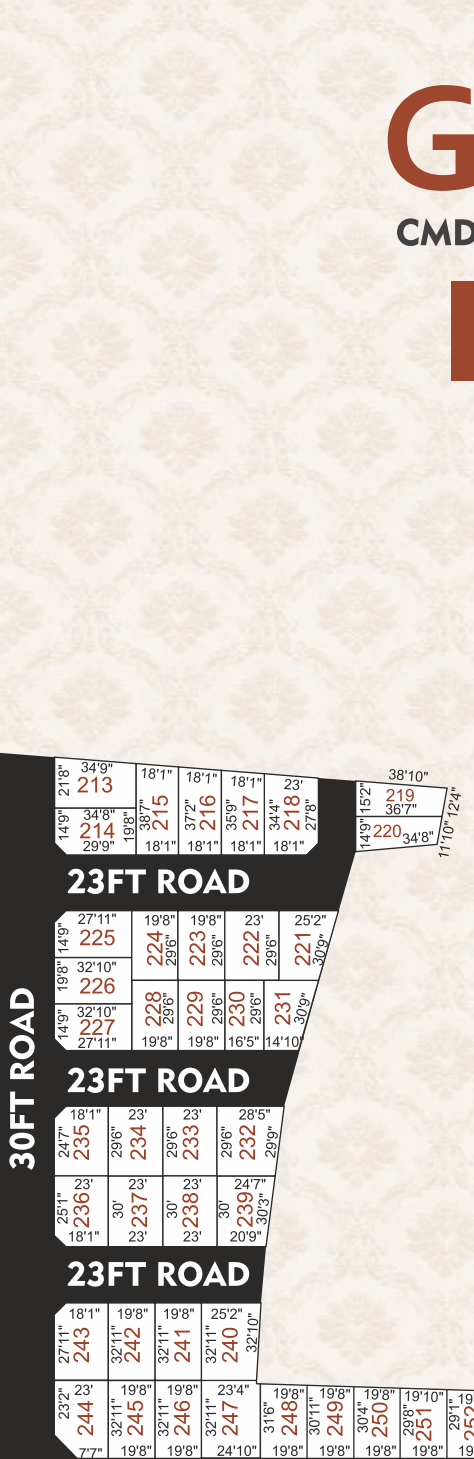 G
CMD
34'9" 18'1" 18'1" 18'1" 23' 38'10"
21'8" 213 15'2" 219 12'4"
34'8" 38'7" 215 37'2" 216 35'9" 217 34'4" 218 27'8" 36'7"
14'9" 214 19'8" 14'9" 220 34'8" 11'10"
29'9" 18'1" 18'1" 18'1" 18'1"
23FT ROAD
27'11" 19'8" 19'8" 23' 25'2"
14'9" 225 224 29'6" 223 29'6" 222 29'6" 221 30'9"
19'8" 32'10"
226
14'9" 32'10" 228 29'6" 229 29'6" 230 29'6" 231 30'9"
227
27'11" 19'8" 19'8" 16'5" 14'10"
30FT ROAD
23FT ROAD
18'1" 23' 23' 28'5"
24'7" 235 29'6" 234 29'6" 233 29'6" 232 29'9"
23' 23' 23' 24'7"
25'1" 236 30' 237 30' 238 30' 239 30'3"
18'1" 23' 23' 20'9"
23FT ROAD
18'1" 19'8" 19'8" 25'2"
27'11" 243 32'11" 242 32'11" 241 32'11" 240 32'10"
23' 19'8" 19'8" 23'4" 19'8" 19'8" 19'8" 19'10" 19
23'2" 244 32'11" 245 32'11" 246 32'11" 247 31'6" 248 30'11" 249 30'4" 250 29'8" 251 29'1" 252
7'7" 19'8" 19'8" 24'10" 19'8" 19'8" 19'8" 19'8" 19